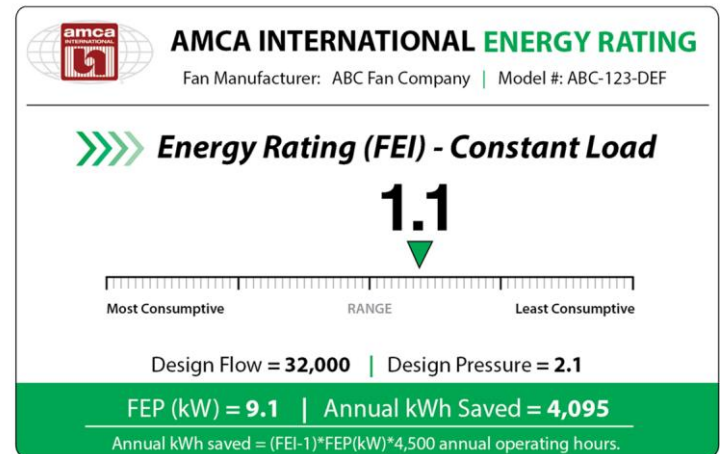 amca
INTERNATIONAL
AMCA INTERNATIONAL ENERGY RATING
Fan Manufacturer: ABC Fan Company | Model #: ABC-123-DEF
Energy Rating (FEI) - Constant Load
1.1
Most Consumptive RANGE Least Consumptive
Design Flow = 32,000 | Design Pressure = 2.1
FEP (kW) = 9.1 | Annual kWh Saved = 4,095
Annual kWh saved = (FEI-1)*FEP(kW)*4,500 annual operating hours.